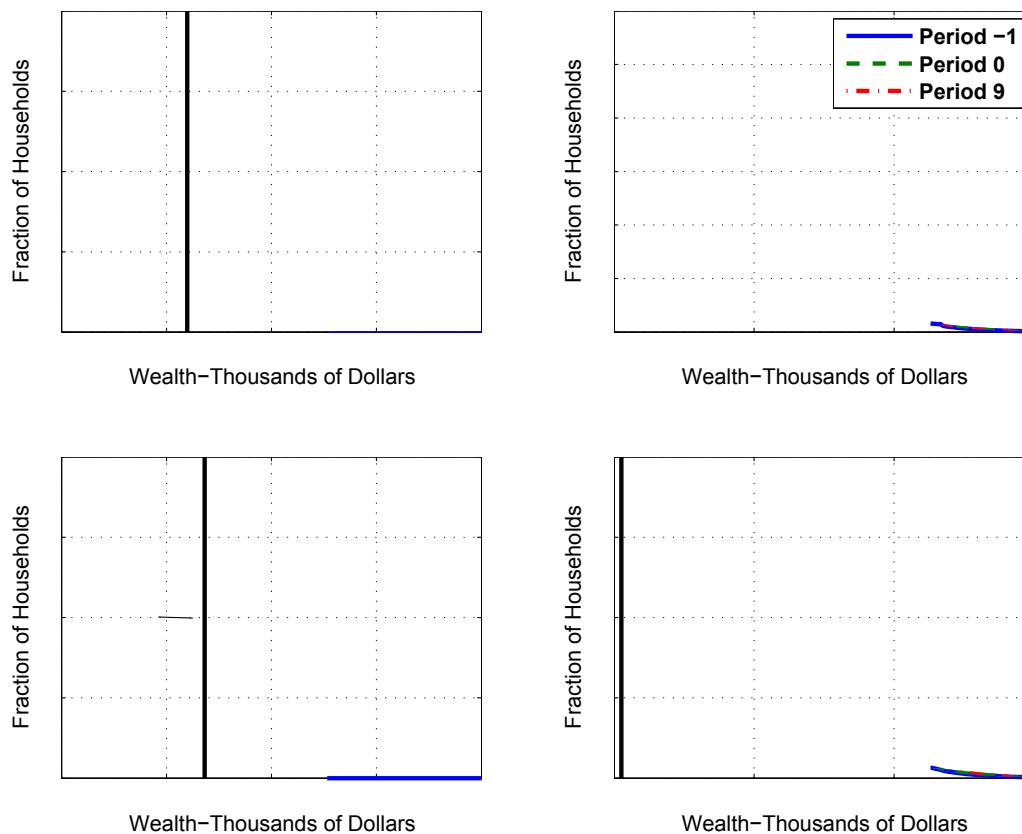 Fraction of Households
Wealth−Thousands of Dollars
Fraction of Households
Period −1
Period 0
Period 9
Wealth−Thousands of Dollars
Fraction of Households
Wealth−Thousands of Dollars
Fraction of Households
Wealth−Thousands of Dollars